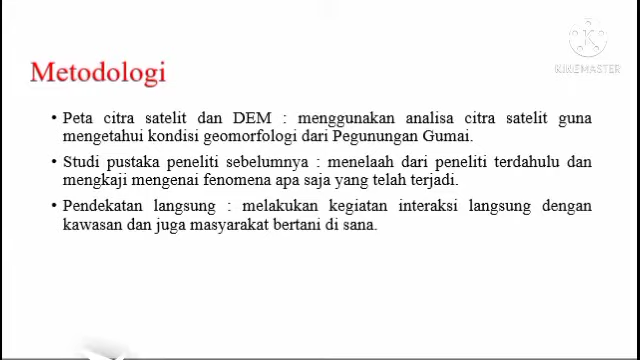 KINEMASTER
Metodologi
• Peta citra satelit dan DEM : menggunakan analisa citra satelit guna
mengetahui kondisi geomorfologi dari Pegunungan Gumai.
• Studi pustaka peneliti sebelumnya : menelaah dari peneliti terdahulu dan
mengkaji mengenai fenomena apa saja yang telah terjadi.
• Pendekatan langsung : melakukan kegiatan interaksi langsung dengan
kawasan dan juga masyarakat bertani di sana.